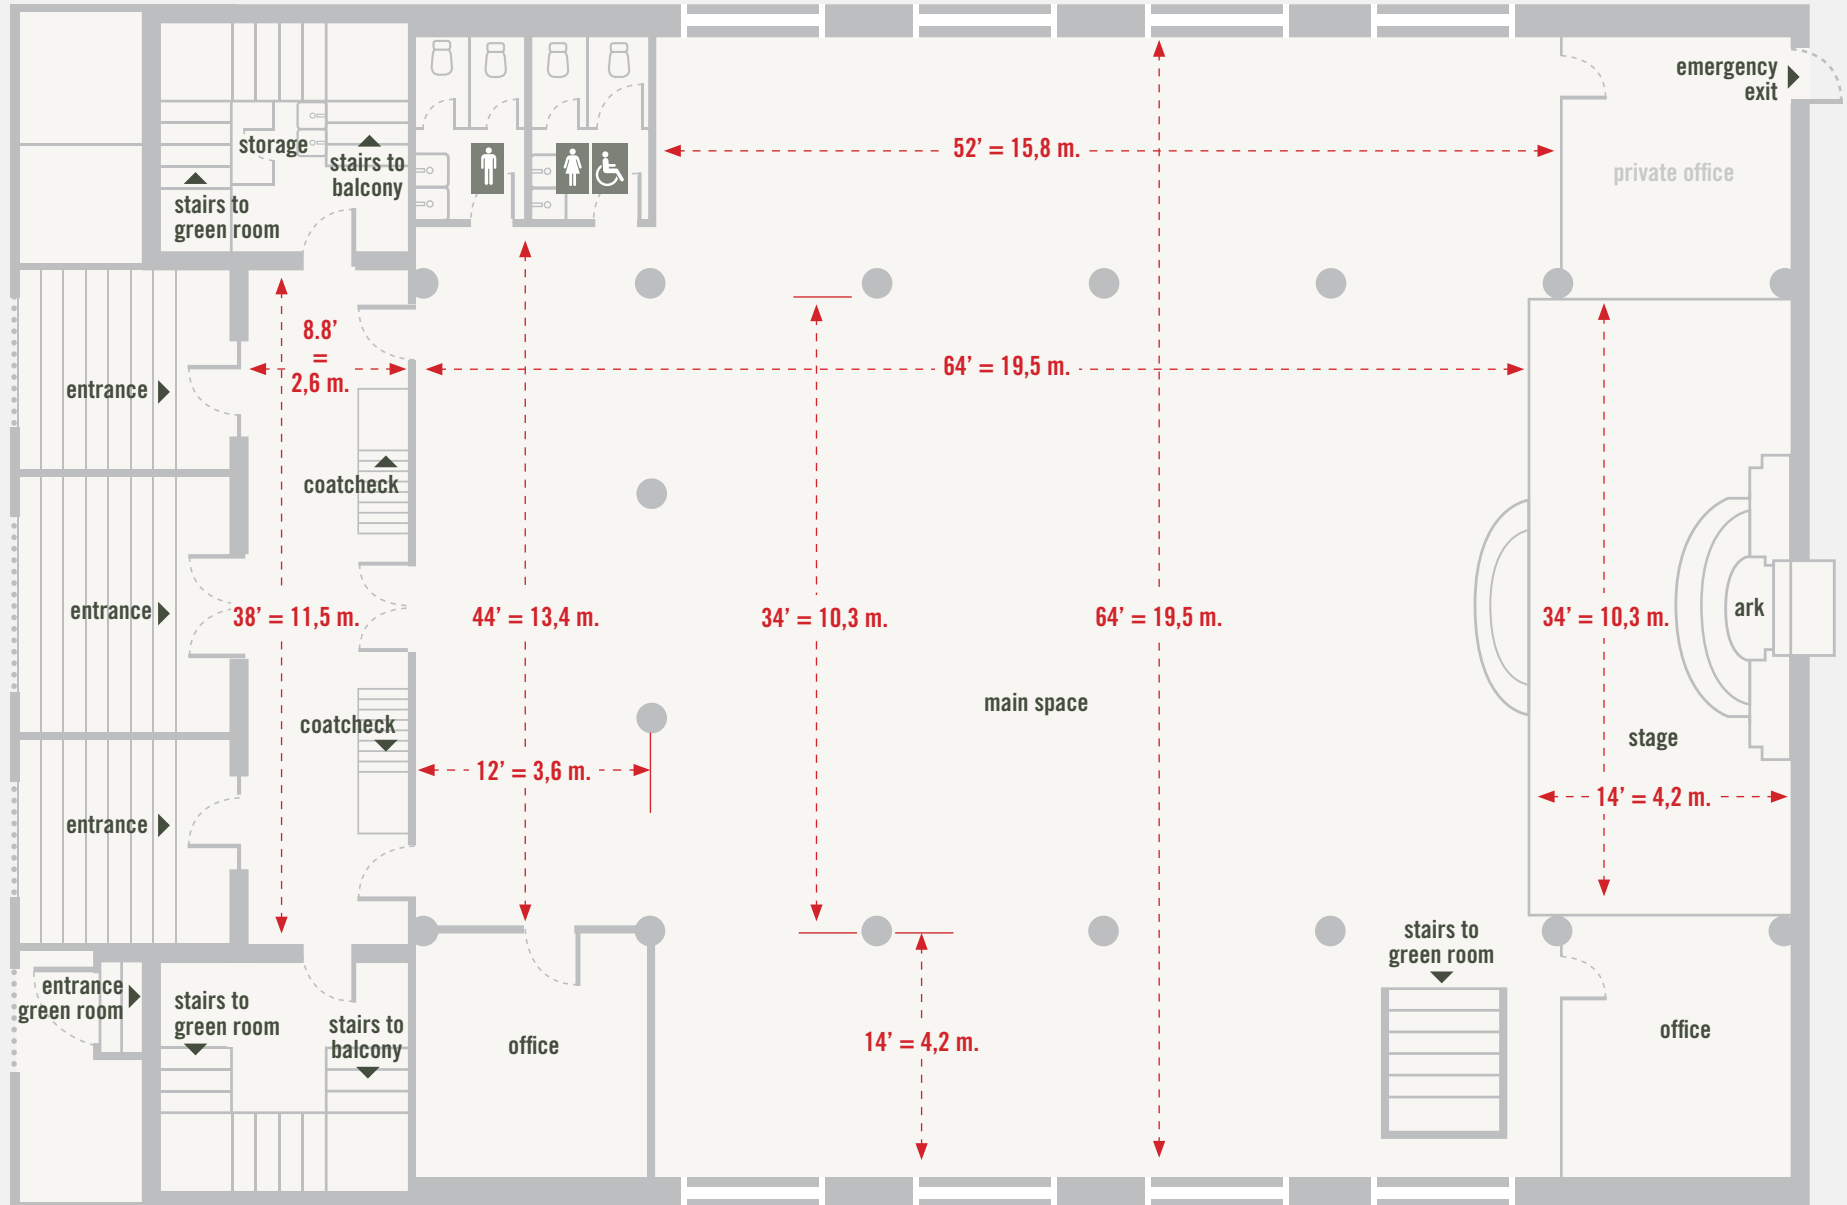 emergency
exit
storage
stairs to
balcony
52’ = 15,8 m.
private office
stairs to
green room
8.8’
=
2,6 m.
64’ = 19,5 m.
entrance
coatcheck
entrance
38’ = 11,5 m.
44’ = 13,4 m.
34’ = 10,3 m.
64’ = 19,5 m.
34’ = 10,3 m.
ark
main space
coatcheck
stage
12’ = 3,6 m.
14’ = 4,2 m.
entrance
stairs to
green room
entrance
green room
stairs to
green room
stairs to
balcony
office
14’ = 4,2 m.
office